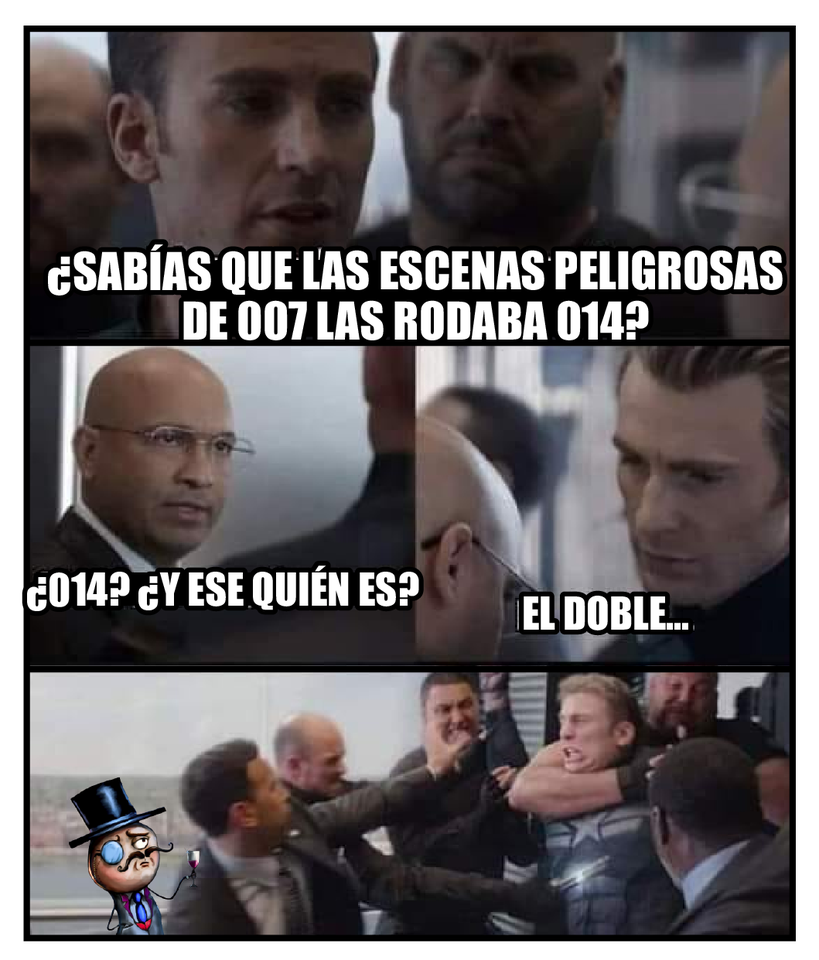 ¿SABÍAS QUE LAS ESCENAS PELIGROSAS
DE 007 LAS RODABA 014?
¿014? ¿Y ESE QUIÉN ES?
EL DOBLE...